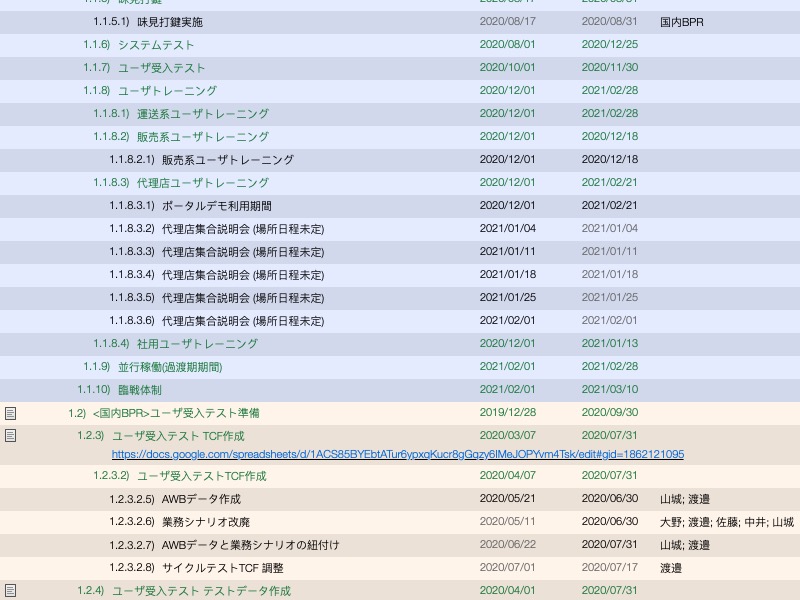 1.1.5.1) 味見打鍵実施 2020/08/17 2020/08/31 国内BPR
1.1.6) システムテスト 2020/08/01 2020/12/25
1.1.7) ユーザ受入テスト 2020/10/01 2020/11/30
1.1.8) ユーザトレーニング 2020/12/01 2021/02/28
1.1.8.1) 運送系ユーザトレーニング 2020/12/01 2021/02/28
1.1.8.2) 販売系ユーザトレーニング 2020/12/01 2020/12/18
1.1.8.2.1) 販売系ユーザトレーニング 2020/12/01 2020/12/18
1.1.8.3) 代理店ユーザトレーニング 2020/12/01 2021/02/21
1.1.8.3.1) ポータルデモ利用期間 2020/12/01 2021/02/21
1.1.8.3.2) 代理店集合説明会 (場所日程未定) 2021/01/04 2021/01/04
1.1.8.3.3) 代理店集合説明会 (場所日程未定) 2021/01/11 2021/01/11
1.1.8.3.4) 代理店集合説明会 (場所日程未定) 2021/01/18 2021/01/18
1.1.8.3.5) 代理店集合説明会 (場所日程未定) 2021/01/25 2021/01/25
1.1.8.3.6) 代理店集合説明会 (場所日程未定) 2021/02/01 2021/02/01
1.1.8.4) 社用ユーザトレーニング 2020/12/01 2021/01/13
1.1.9) 並行稼働(過渡期期間) 2021/02/01 2021/02/28
1.1.10) 臨戦体制 2021/02/01 2021/03/10
1.2) <国内BPR>ユーザ受入テスト準備 2019/12/28 2020/09/30
1.2.3) ユーザ受入テスト TCF作成 2020/03/07 2020/07/31
https://docs.google.com/spreadsheets/d/1ACS85BYEbtATur6ypxqKucr8gGqzy6IMeJOPYvm4Tsk/edit#gid=1862121095
1.2.3.2) ユーザ受入テストTCF作成 2020/04/07 2020/07/31
1.2.3.2.5) AWBデータ作成 2020/05/21 2020/06/30 山城; 渡邉
1.2.3.2.6) 業務シナリオ改廃 2020/05/11 2020/06/30 大野; 渡邉; 佐藤; 中井; 山城
1.2.3.2.7) AWBデータと業務シナリオの紐付け 2020/06/22 2020/07/31 山城; 渡邉
1.2.3.2.8) サイクルテストTCF 調整 2020/07/01 2020/07/17 渡邉
1.2.4) ユーザ受入テスト テストデータ作成 2020/04/01 2020/07/31